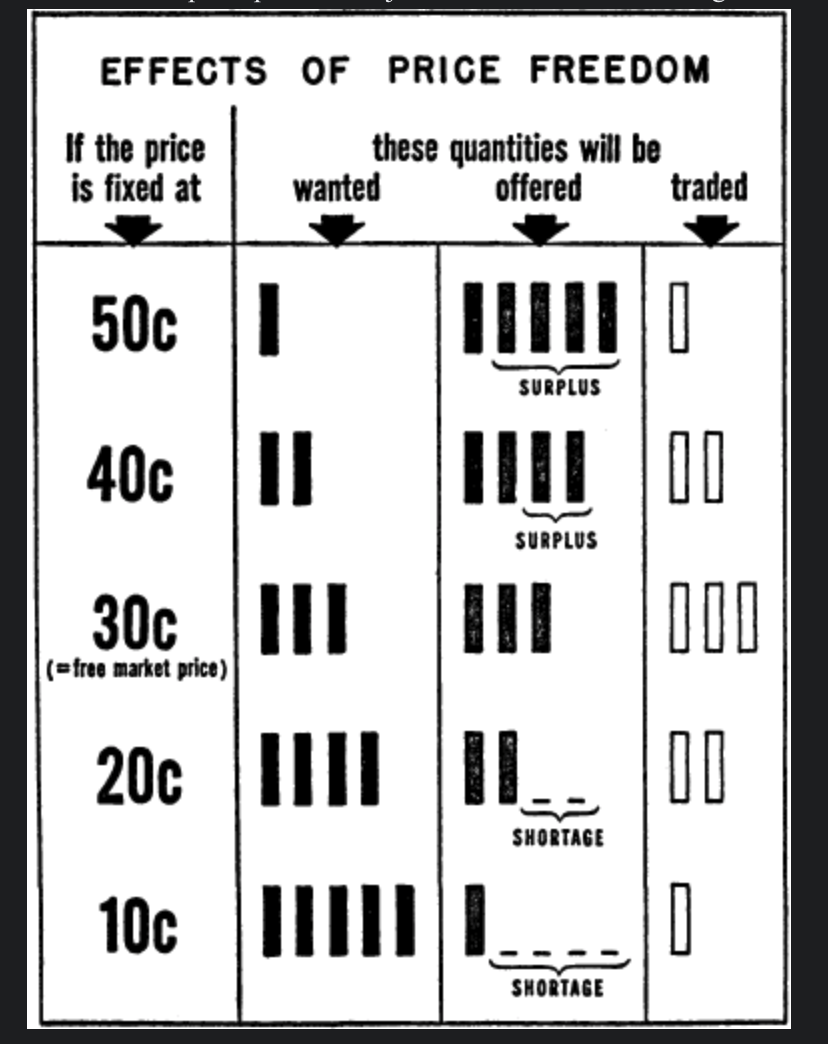 EFFECTS OF PRICE FREEDOM
If the price
is fixed at
these quantities will be
wanted offered traded
50c
SURPLUS
40c
SURPLUS
30c
(=free market price)
20c
SHORTAGE
10c
SHORTAGE